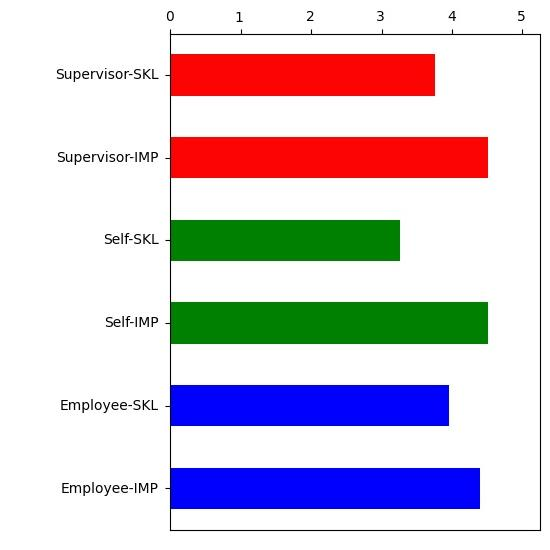 0 1 2 3 4 5
Supervisor-SKL
Supervisor-IMP
Self-SKL
Self-IMP
Employee-SKL
Employee-IMP